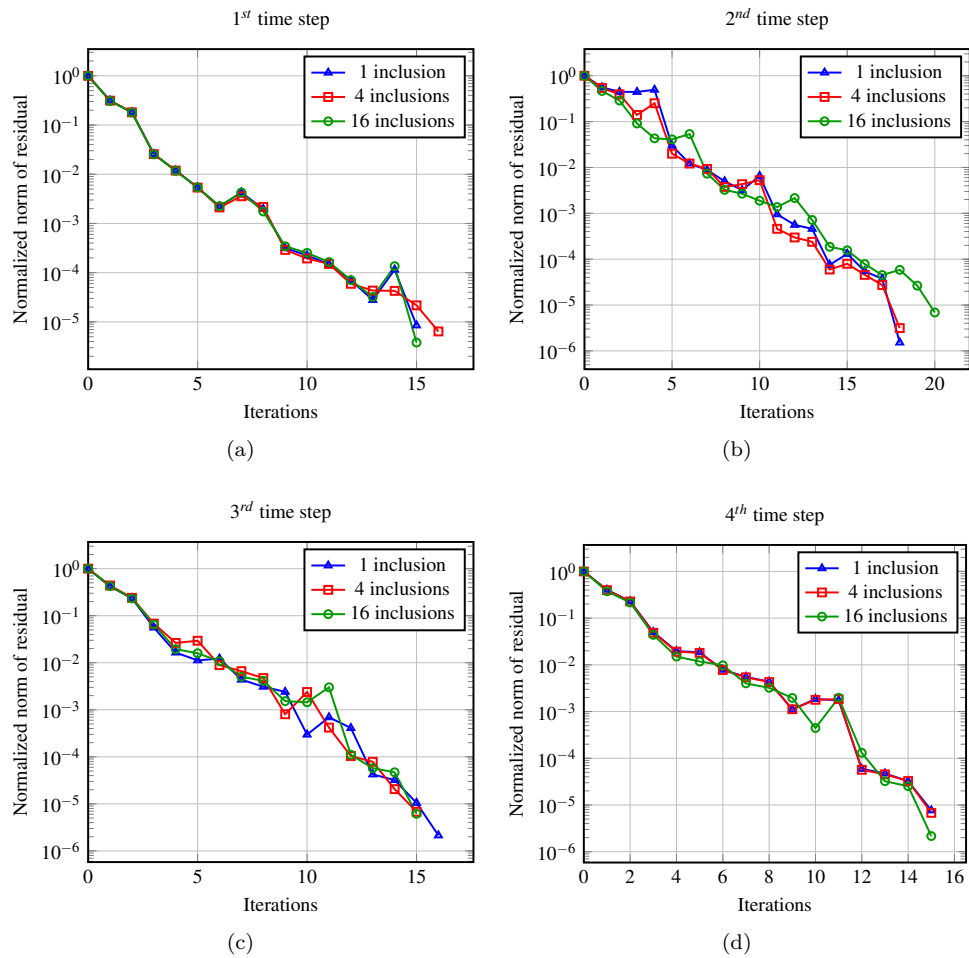 1st time step
10^0
10^-1
10^-2
10^-3
10^-4
10^-5
0 5 10 15
Normalized norm of residual
Iterations
1 inclusion
4 inclusions
16 inclusions
(a)
2nd time step
10^0
10^-1
10^-2
10^-3
10^-4
10^-5
10^-6
0 5 10 15 20
Normalized norm of residual
Iterations
1 inclusion
4 inclusions
16 inclusions
(b)
3rd time step
10^0
10^-1
10^-2
10^-3
10^-4
10^-5
10^-6
0 5 10 15
Normalized norm of residual
Iterations
1 inclusion
4 inclusions
16 inclusions
(c)
4th time step
10^0
10^-1
10^-2
10^-3
10^-4
10^-5
10^-6
0 2 4 6 8 10 12 14 16
Normalized norm of residual
Iterations
1 inclusion
4 inclusions
16 inclusions
(d)